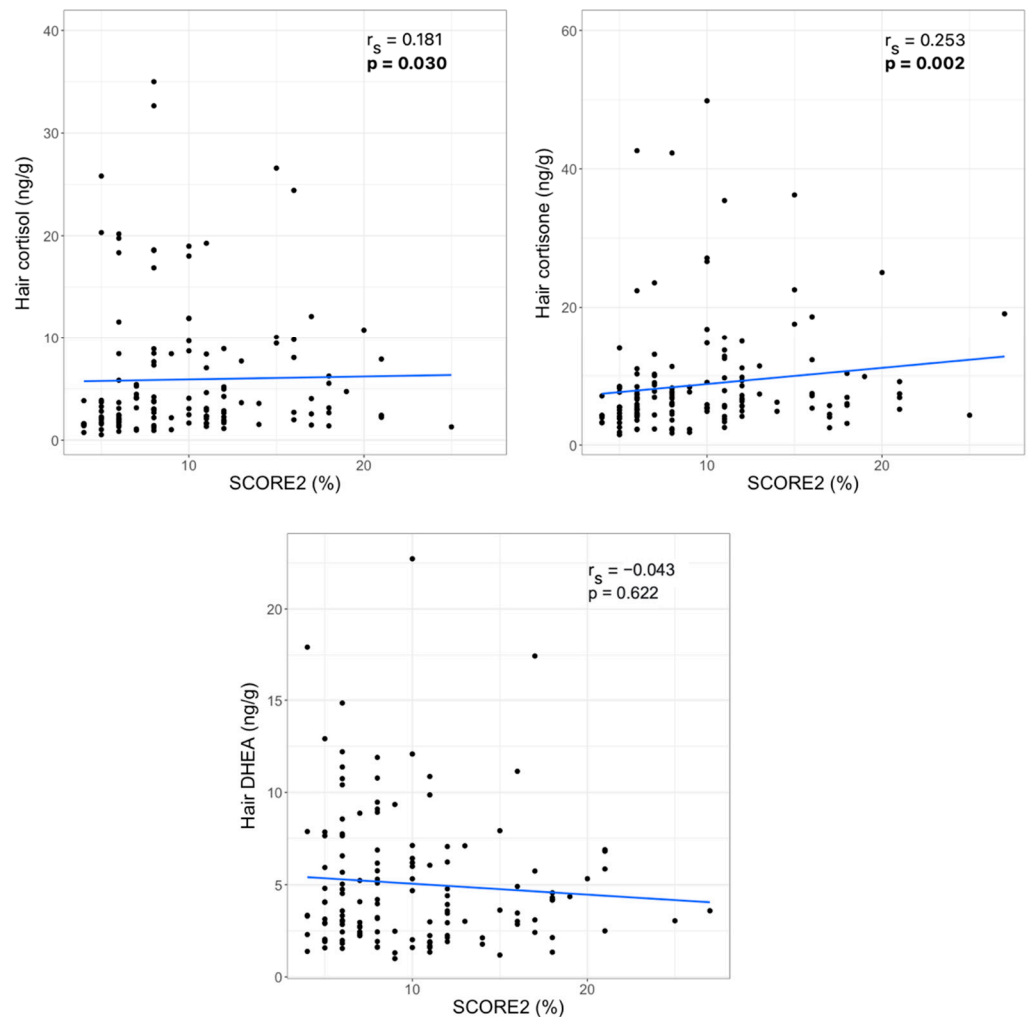 rs = 0.181
p = 0.030
40
30
20
10
0
Hair cortisol (ng/g)
10 20
SCORE2 (%)
rs = 0.253
p = 0.002
60
40
20
0
Hair cortisone (ng/g)
10 20
SCORE2 (%)
rs = −0.043
p = 0.622
20
15
10
5
0
Hair DHEA (ng/g)
10 20
SCORE2 (%)